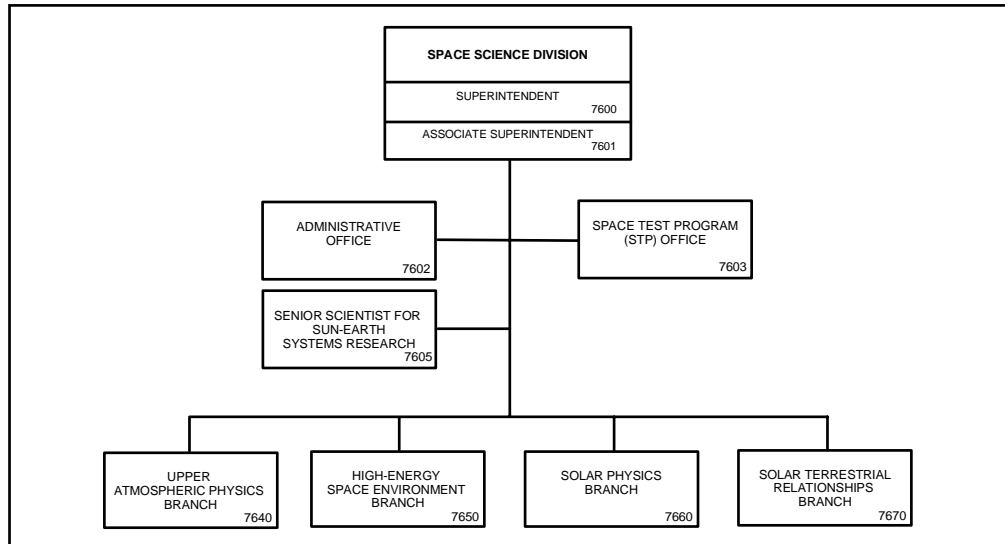 SPACE SCIENCE DIVISION
SUPERINTENDENT
7600
ASSOCIATE SUPERINTENDENT
7601
ADMINISTRATIVE
OFFICE
7602
SPACE TEST PROGRAM
(STP) OFFICE
7603
SENIOR SCIENTIST FOR
SUN-EARTH
SYSTEMS RESEARCH
7605
UPPER
ATMOSPHERIC PHYSICS
BRANCH
7640
HIGH-ENERGY
SPACE ENVIRONMENT
BRANCH
7650
SOLAR PHYSICS
BRANCH
7660
SOLAR TERRESTRIAL
RELATIONSHIPS
BRANCH
7670